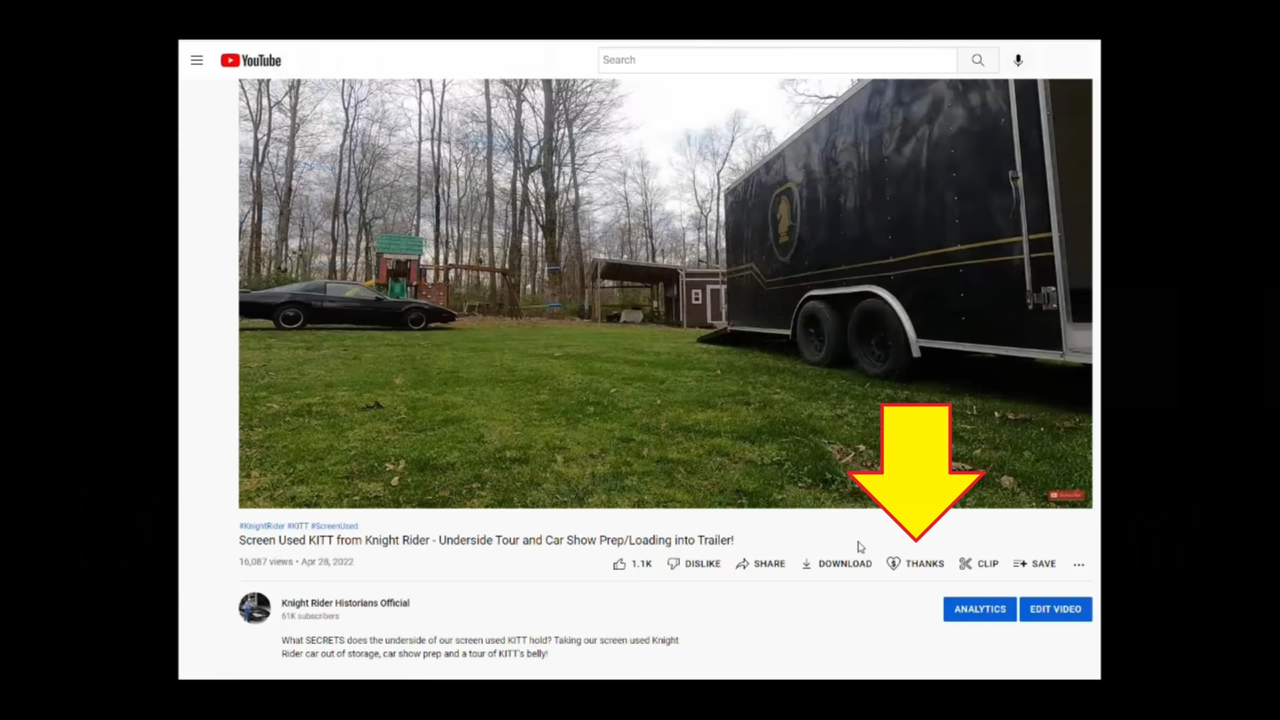 YouTube
Search
Subscribe
#KnightRider #KITT #ScreenUsed
Screen Used KITT from Knight Rider - Underside Tour and Car Show Prep/Loading into Trailer!
16,087 views • Apr 28, 2022
1.1K DISLIKE SHARE DOWNLOAD THANKS CLIP SAVE ...
Knight Rider Historians Official
61K subscribers
ANALYTICS EDIT VIDEO
What SECRETS does the underside of our screen used KITT hold? Taking our screen used Knight
Rider car out of storage, car show prep and a tour of KITT's belly!